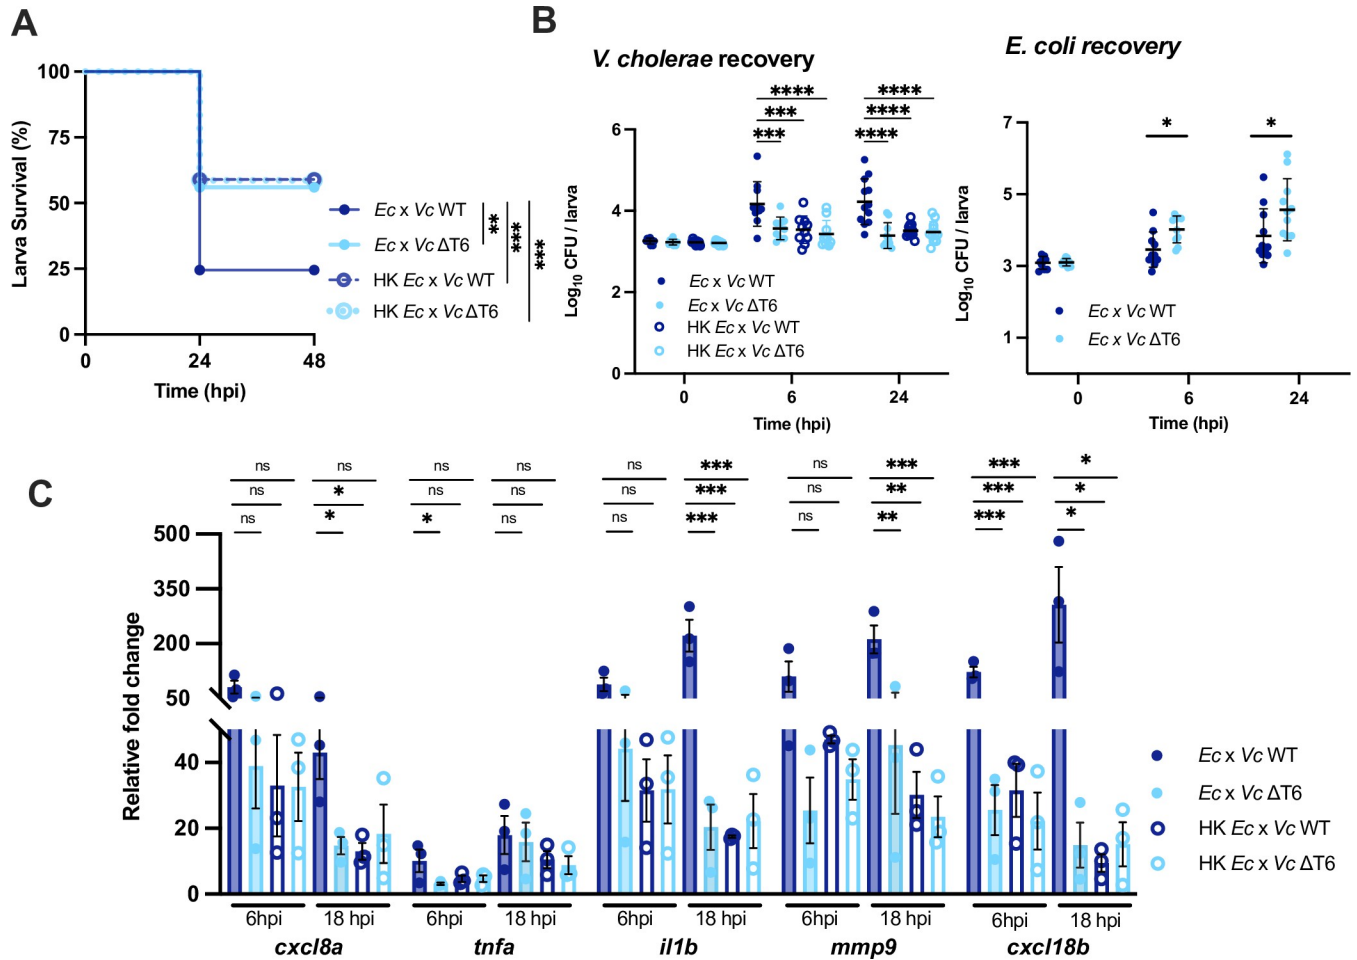 A
100
75
50
25
0
Larva Survival (%)
0 24 48
Time (hpi)
Ec x Vc WT
Ec x Vc ΔT6
HK Ec x Vc WT
HK Ec x Vc ΔT6
**
***
***
B
V. cholerae recovery
****
***
***
****
****
****
6
4
2
0
Log10 CFU / larva
Ec x Vc WT
Ec x Vc ΔT6
HK Ec x Vc WT
HK Ec x Vc ΔT6
0 6 24
Time (hpi)
E. coli recovery
* *
7
5
3
1
Log10 CFU / larva
Ec x Vc WT
Ec x Vc ΔT6
0 6 24
Time (hpi)
C
ns ns ns ns ns *** ns *** *** *
ns * ns ns ns *** ns ** *** *
ns * * ns ns *** ns ** *** *
500
350
200
50
40
20
0
Relative fold change
6hpi 18 hpi 6hpi 18 hpi 6hpi 18 hpi 6hpi 18 hpi 6hpi 18 hpi
cxcl8a tnfa il1b mmp9 cxcl18b
Ec x Vc WT
Ec x Vc ΔT6
HK Ec x Vc WT
HK Ec x Vc ΔT6